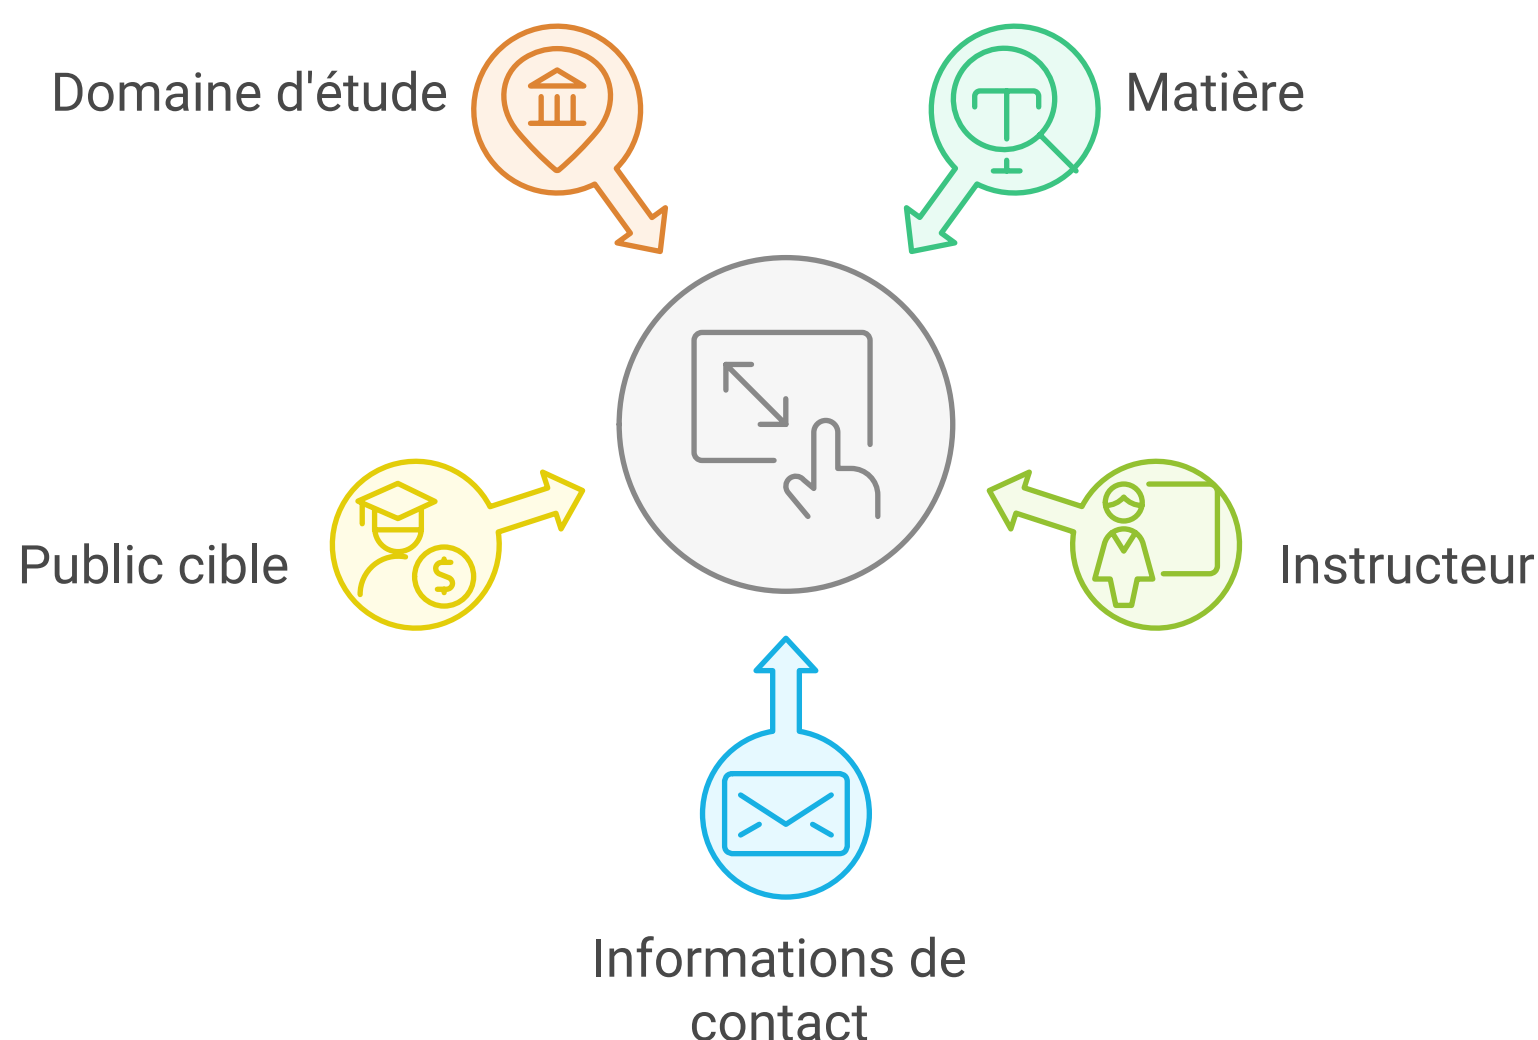 Domaine d'étude
Matière
Public cible
Instructeur
Informations de
contact